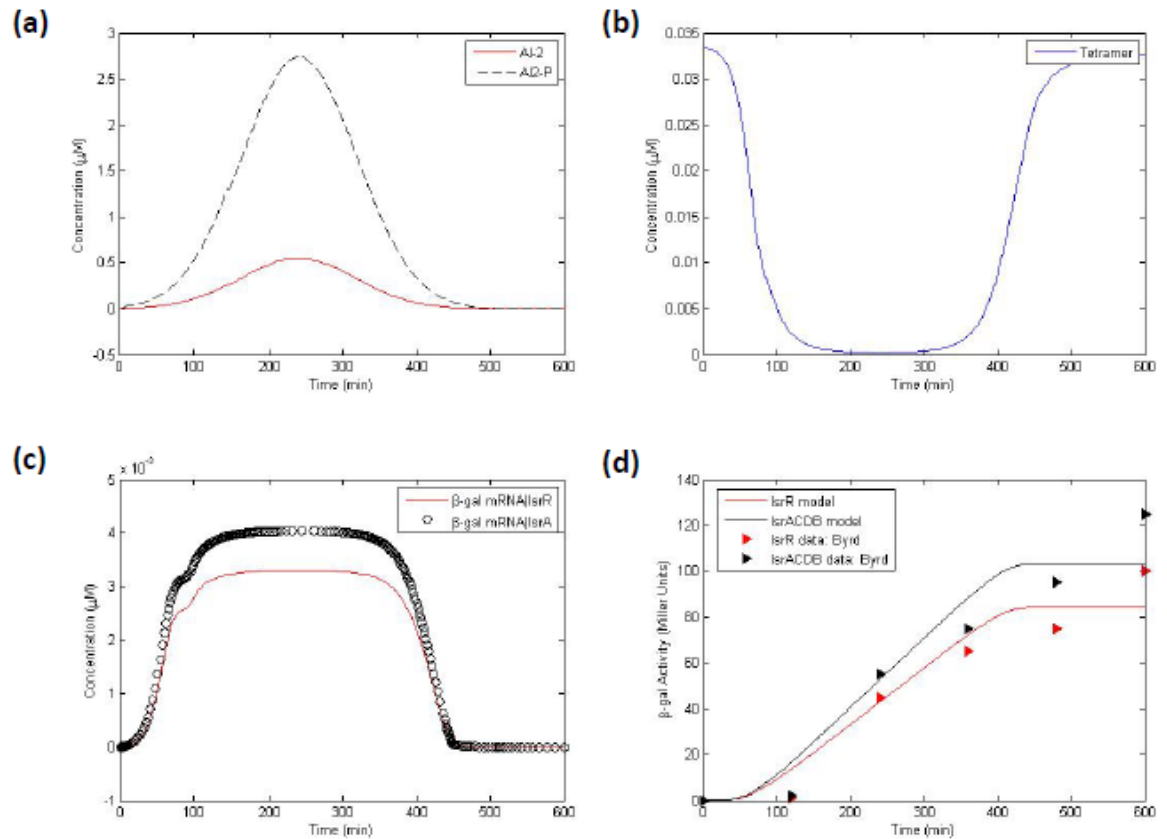 (a)
3
2.5
2
1.5
1
0.5
0
-0.5
Concentration (μM)
0 100 200 300 400 500 600
Time (min)
AI-2
AI2-P
(b)
0.035
0.03
0.025
0.02
0.015
0.01
0.005
0
Concentration (μM)
0 100 200 300 400 500 600
Time (min)
Tetramer
(c)
5
4
3
2
1
0
-1
Concentration (μM)
0 100 200 300 400 500 600
Time (min)
β-gal mRNA|lsrR
β-gal mRNA|lsrA
(d)
140
120
100
80
60
40
20
0
β-gal Activity (Miller Units)
0 100 200 300 400 500 600
Time (min)
lsrR model
lsrACDB model
lsrR data: Byrd
lsrACDB data: Byrd